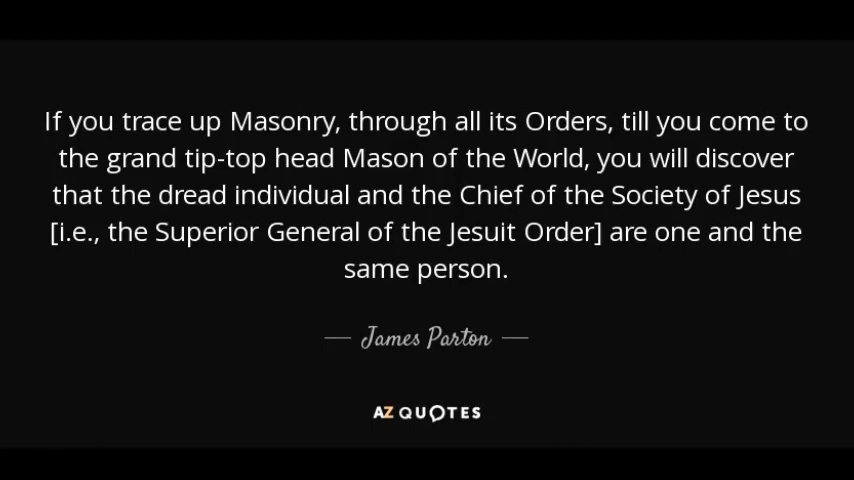 If you trace up Masonry, through all its Orders, till you come to
the grand tip-top head Mason of the World, you will discover
that the dread individual and the Chief of the Society of Jesus
[i.e., the Superior General of the Jesuit Order] are one and the
same person.
— James Parton —
AZ QUOTES